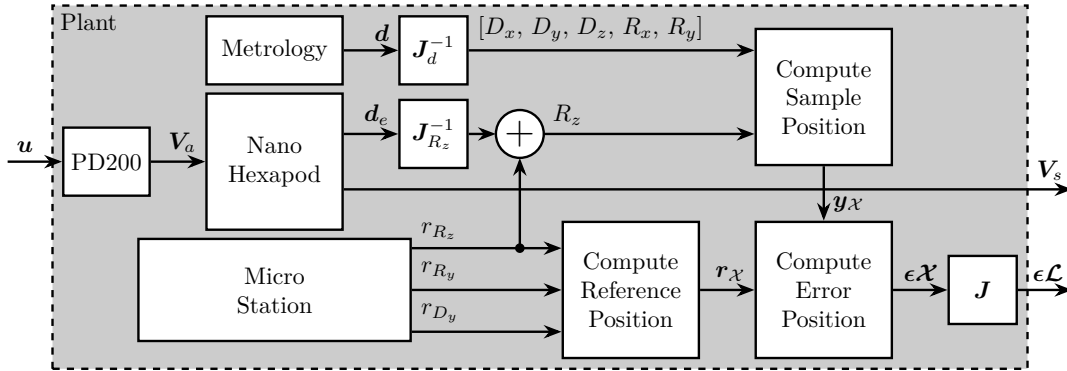 Plant
Metrology
d
J_d^{-1}
[D_x, D_y, D_z, R_x, R_y]
Compute
Sample
Position
u
PD200
V_a
Nano
Hexapod
d_e
J_{R_z}^{-1}
+
R_z
V_s
y_𝒳
Micro
Station
r_{R_z}
r_{R_y}
r_{D_y}
Compute
Reference
Position
r_𝒳
Compute
Error
Position
ϵ𝒳
J
ϵℒ